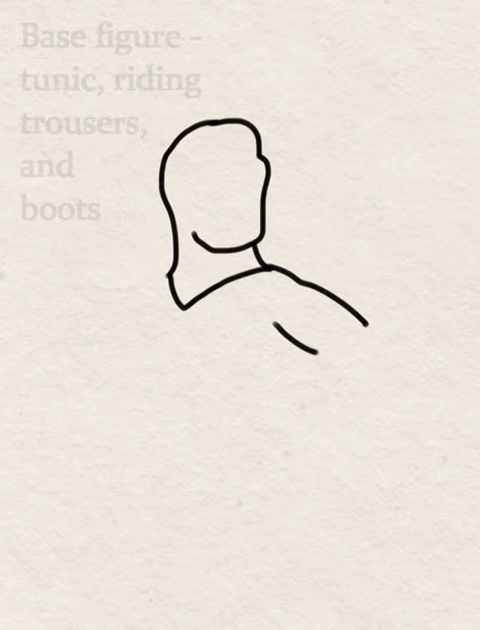 Base figure -
tunic, riding
trousers,
and
boots